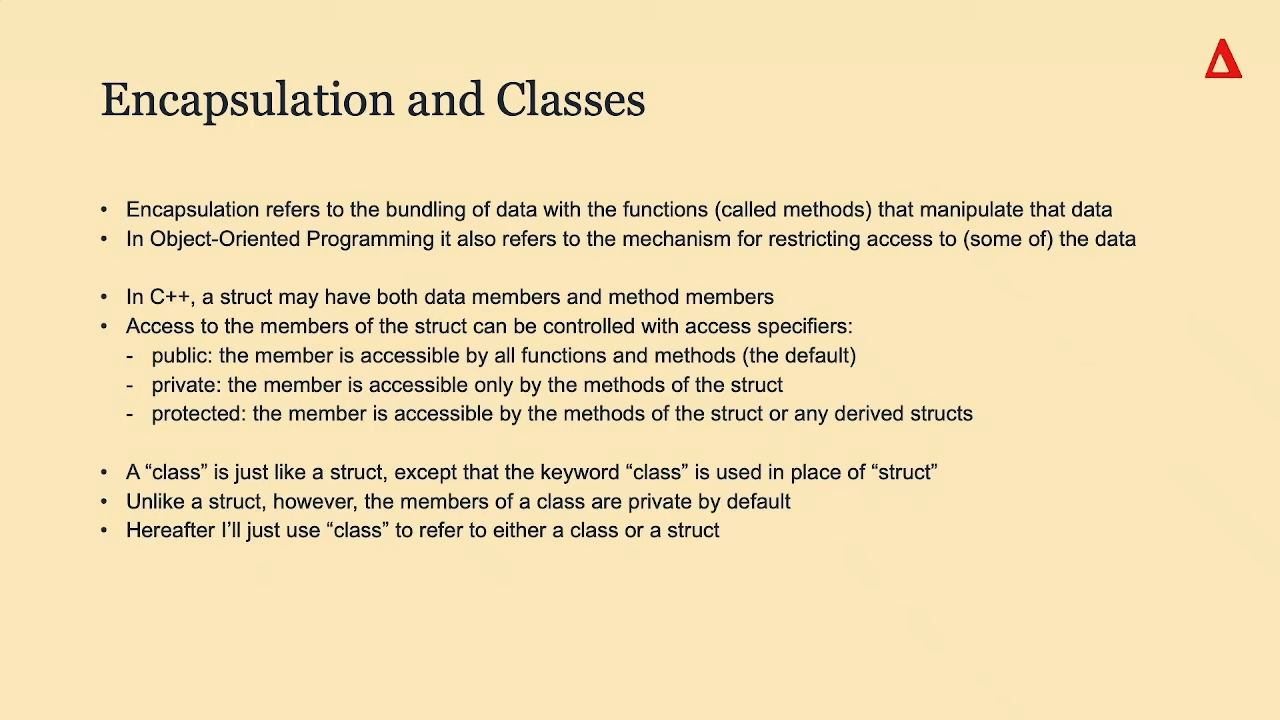 Encapsulation and Classes
• Encapsulation refers to the bundling of data with the functions (called methods) that manipulate that data
• In Object-Oriented Programming it also refers to the mechanism for restricting access to (some of) the data
• In C++, a struct may have both data members and method members
• Access to the members of the struct can be controlled with access specifiers:
- public: the member is accessible by all functions and methods (the default)
- private: the member is accessible only by the methods of the struct
- protected: the member is accessible by the methods of the struct or any derived structs
• A “class” is just like a struct, except that the keyword “class” is used in place of “struct”
• Unlike a struct, however, the members of a class are private by default
• Hereafter I’ll just use “class” to refer to either a class or a struct